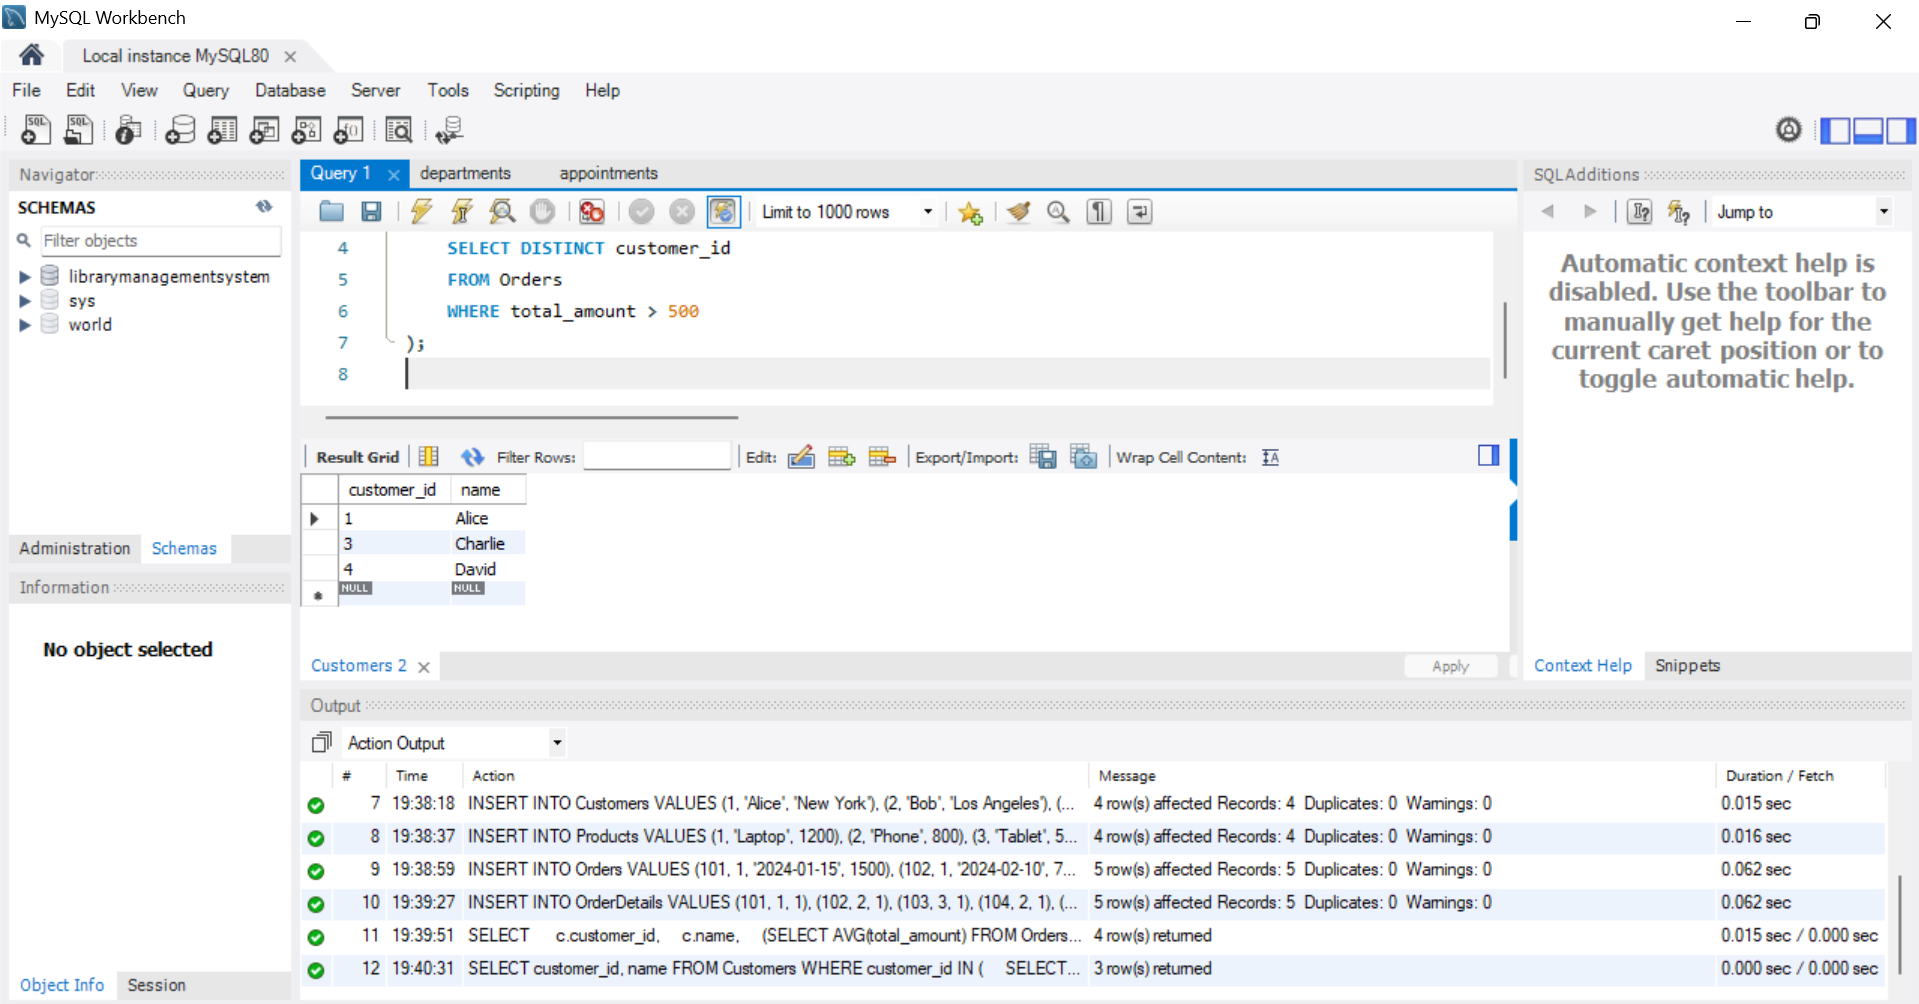 MySQL Workbench
Local instance MySQL80
File Edit View Query Database Server Tools Scripting Help
Navigator
SCHEMAS
Filter objects
librarymanagementsystem
sys
world
Administration Schemas
Information
No object selected
Object Info Session
Query 1 departments appointments
Limit to 1000 rows
4 SELECT DISTINCT customer_id
5 FROM Orders
6 WHERE total_amount > 500
7 );
8
Result Grid Filter Rows: Edit: Export/Import: Wrap Cell Content:
customer_id name
1 Alice
3 Charlie
4 David
NULL NULL
Customers 2 Apply
SQLAdditions
Jump to
Automatic context help is
disabled. Use the toolbar to
manually get help for the
current caret position or to
toggle automatic help.
Context Help Snippets
Output
Action Output
# Time Action Message Duration / Fetch
7 19:38:18 INSERT INTO Customers VALUES (1, 'Alice', 'New York'), (2, 'Bob', 'Los Angeles'), (... 4 row(s) affected Records: 4 Duplicates: 0 Warnings: 0 0.015 sec
8 19:38:37 INSERT INTO Products VALUES (1, 'Laptop', 1200), (2, 'Phone', 800), (3, 'Tablet', 5... 4 row(s) affected Records: 4 Duplicates: 0 Warnings: 0 0.016 sec
9 19:38:59 INSERT INTO Orders VALUES (101, 1, '2024-01-15', 1500), (102, 1, '2024-02-10', 7... 5 row(s) affected Records: 5 Duplicates: 0 Warnings: 0 0.062 sec
10 19:39:27 INSERT INTO OrderDetails VALUES (101, 1, 1), (102, 2, 1), (103, 3, 1), (104, 2, 1), (... 5 row(s) affected Records: 5 Duplicates: 0 Warnings: 0 0.062 sec
11 19:39:51 SELECT c.customer_id, c.name, (SELECT AVG(total_amount) FROM Orders... 4 row(s) returned 0.015 sec / 0.000 sec
12 19:40:31 SELECT customer_id, name FROM Customers WHERE customer_id IN ( SELECT... 3 row(s) returned 0.000 sec / 0.000 sec